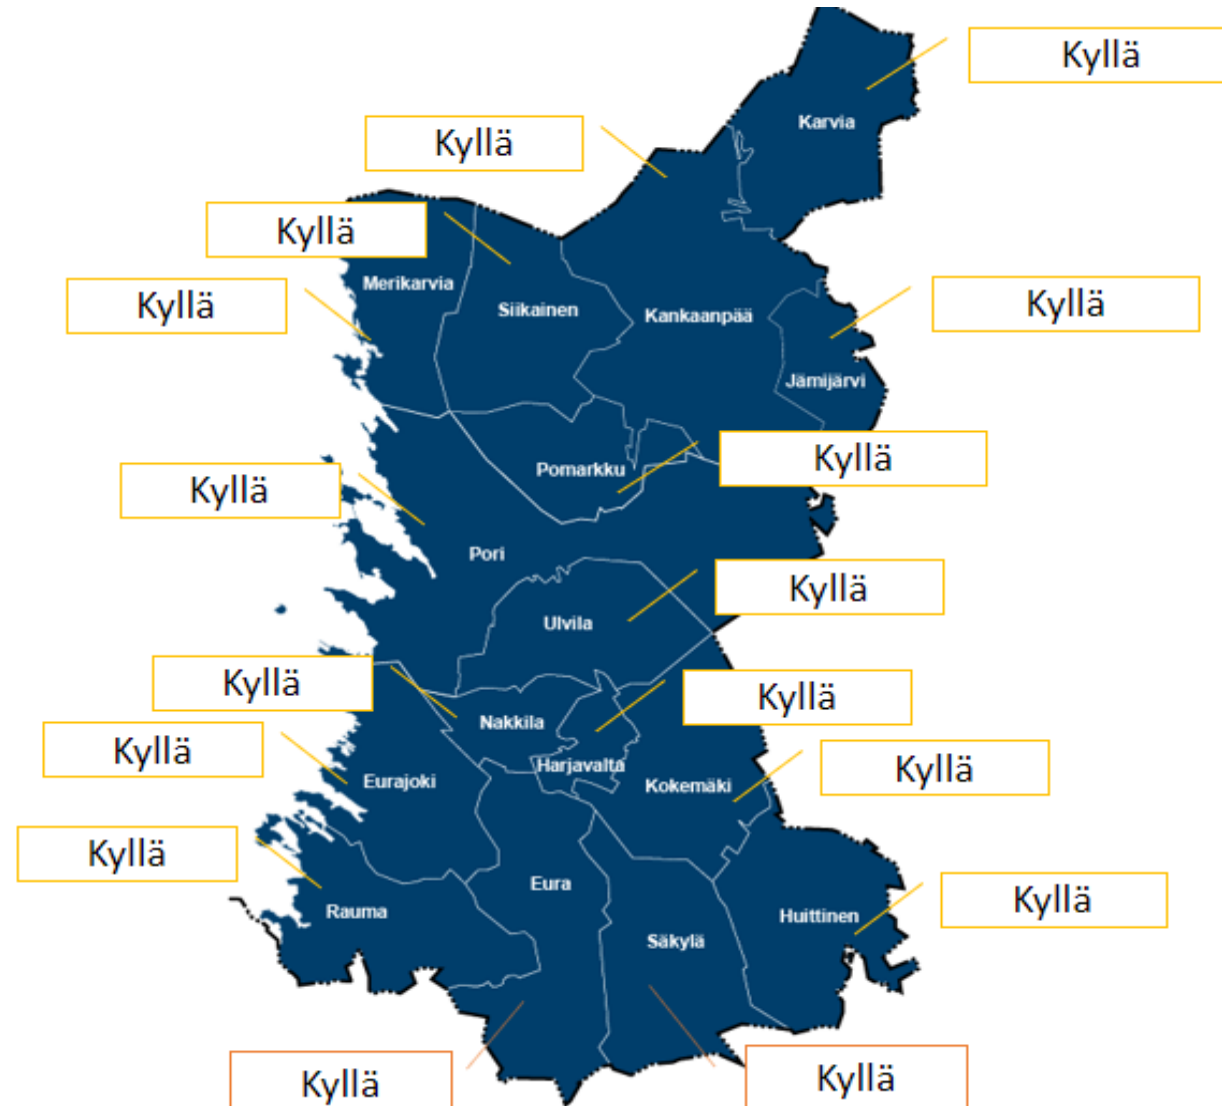 Kyllä
Karvia
Kyllä
Kyllä
Merikarvia
Kyllä
Siikainen
Kankaanpää
Kyllä
Jämijärvi
Pomarkku
Kyllä
Kyllä
Pori
Kyllä
Ulvila
Kyllä
Nakkila
Kyllä
Kyllä
Eurajoki
Harjavalta
Kokemäki
Kyllä
Kyllä
Rauma
Eura
Säkylä
Huittinen
Kyllä
Kyllä
Kyllä